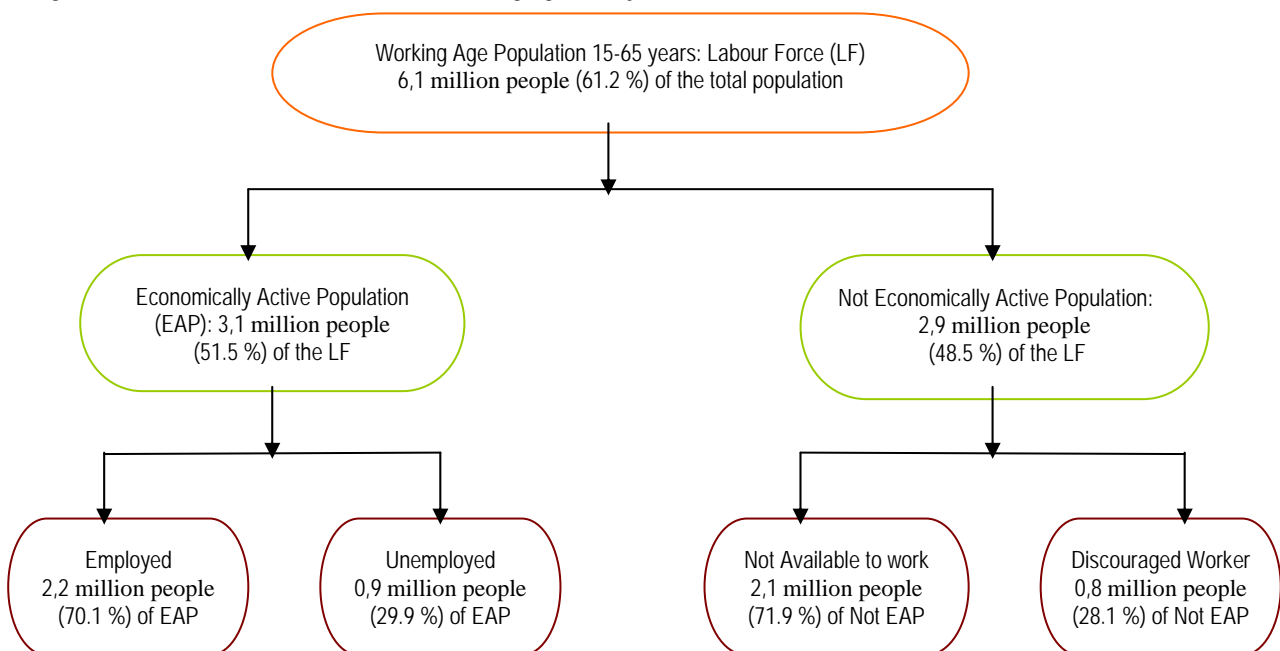 Working Age Population 15-65 years: Labour Force (LF)
6,1 million people (61.2 %) of the total population
Economically Active Population
(EAP): 3,1 million people
(51.5 %) of the LF
Not Economically Active Population:
2,9 million people
(48.5 %) of the LF
Employed
2,2 million people
(70.1 %) of EAP
Unemployed
0,9 million people
(29.9 %) of EAP
Not Available to work
2,1 million people
(71.9 %) of Not EAP
Discouraged Worker
0,8 million people
(28.1 %) of Not EAP